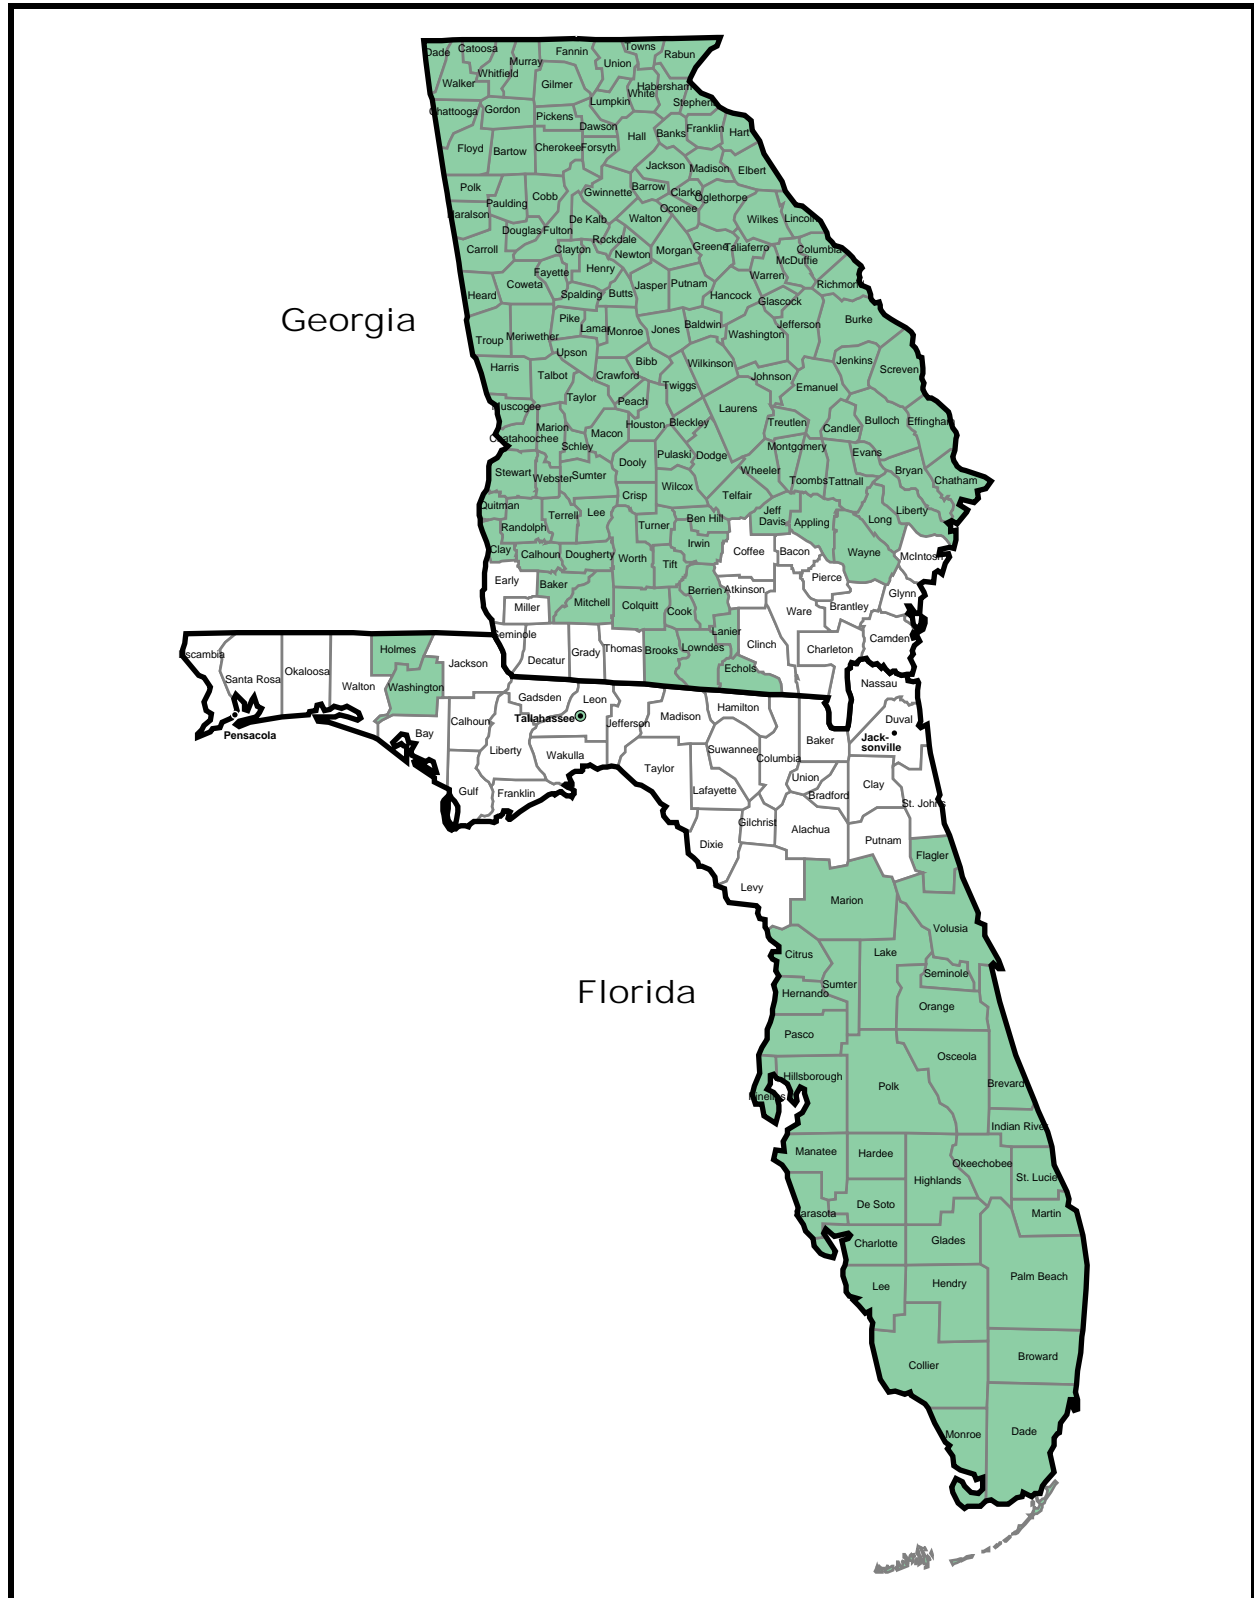 Dade
Catoosa
Fannin
Towns
Rabun
Murray
Union
Whitfield
Walker
Gilmer
Habersham
White
Lumpkin
Stephens
Chattooga
Gordon
Pickens
Dawson
Hall
Banks
Franklin
Hart
Floyd
Bartow
Cherokee
Forsyth
Jackson
Madison
Elbert
Polk
Paulding
Cobb
Gwinnette
Barrow
Clarke
Oglethorpe
Haralson
De Kalb
Walton
Oconee
Wilkes
Lincoln
Douglas
Fulton
Rockdale
Carroll
Clayton
Newton
Morgan
Greene
Taliaferro
Columbia
McDuffie
Fayette
Henry
Warren
Richmond
Heard
Coweta
Spalding
Butts
Jasper
Putnam
Hancock
Glascock
Georgia
Pike
Lamar
Monroe
Jones
Baldwin
Washington
Jefferson
Burke
Troup
Meriwether
Upson
Bibb
Wilkinson
Jenkins
Screven
Harris
Talbot
Crawford
Twiggs
Johnson
Emanuel
Taylor
Peach
Muscogee
Laurens
Marion
Macon
Houston
Bleckley
Treutlen
Candler
Bulloch
Effingham
Chatahoochee
Schley
Dooly
Pulaski
Dodge
Montgomery
Evans
Stewart
Webster
Sumter
Wilcox
Wheeler
Toombs
Tattnall
Bryan
Chatham
Quitman
Crisp
Telfair
Randolph
Terrell
Lee
Turner
Ben Hill
Jeff
Davis
Appling
Long
Liberty
Clay
Calhoun
Dougherty
Worth
Tift
Irwin
Coffee
Bacon
Wayne
McIntosh
Early
Baker
Mitchell
Colquitt
Cook
Berrien
Atkinson
Pierce
Miller
Ware
Brantley
Glynn
Seminole
Decatur
Grady
Thomas
Brooks
Lowndes
Lanier
Clinch
Charleton
Camden
Echols
Escambia
Santa Rosa
Okaloosa
Walton
Holmes
Washington
Jackson
Pensacola
Bay
Calhoun
Gadsden
Leon
Tallahassee
Jefferson
Madison
Hamilton
Nassau
Duval
Jack-
sonville
Liberty
Wakulla
Taylor
Suwannee
Columbia
Baker
Gulf
Franklin
Lafayette
Union
Bradford
Clay
St. Johns
Dixie
Gilchrist
Alachua
Putnam
Flagler
Levy
Marion
Volusia
Florida
Citrus
Lake
Seminole
Hernando
Sumter
Orange
Pasco
Osceola
Hillsborough
Polk
Brevard
Pinellas
Indian River
Manatee
Hardee
Okeechobee
Highlands
St. Lucie
De Soto
Sarasota
Martin
Charlotte
Glades
Lee
Hendry
Palm Beach
Collier
Broward
Monroe
Dade